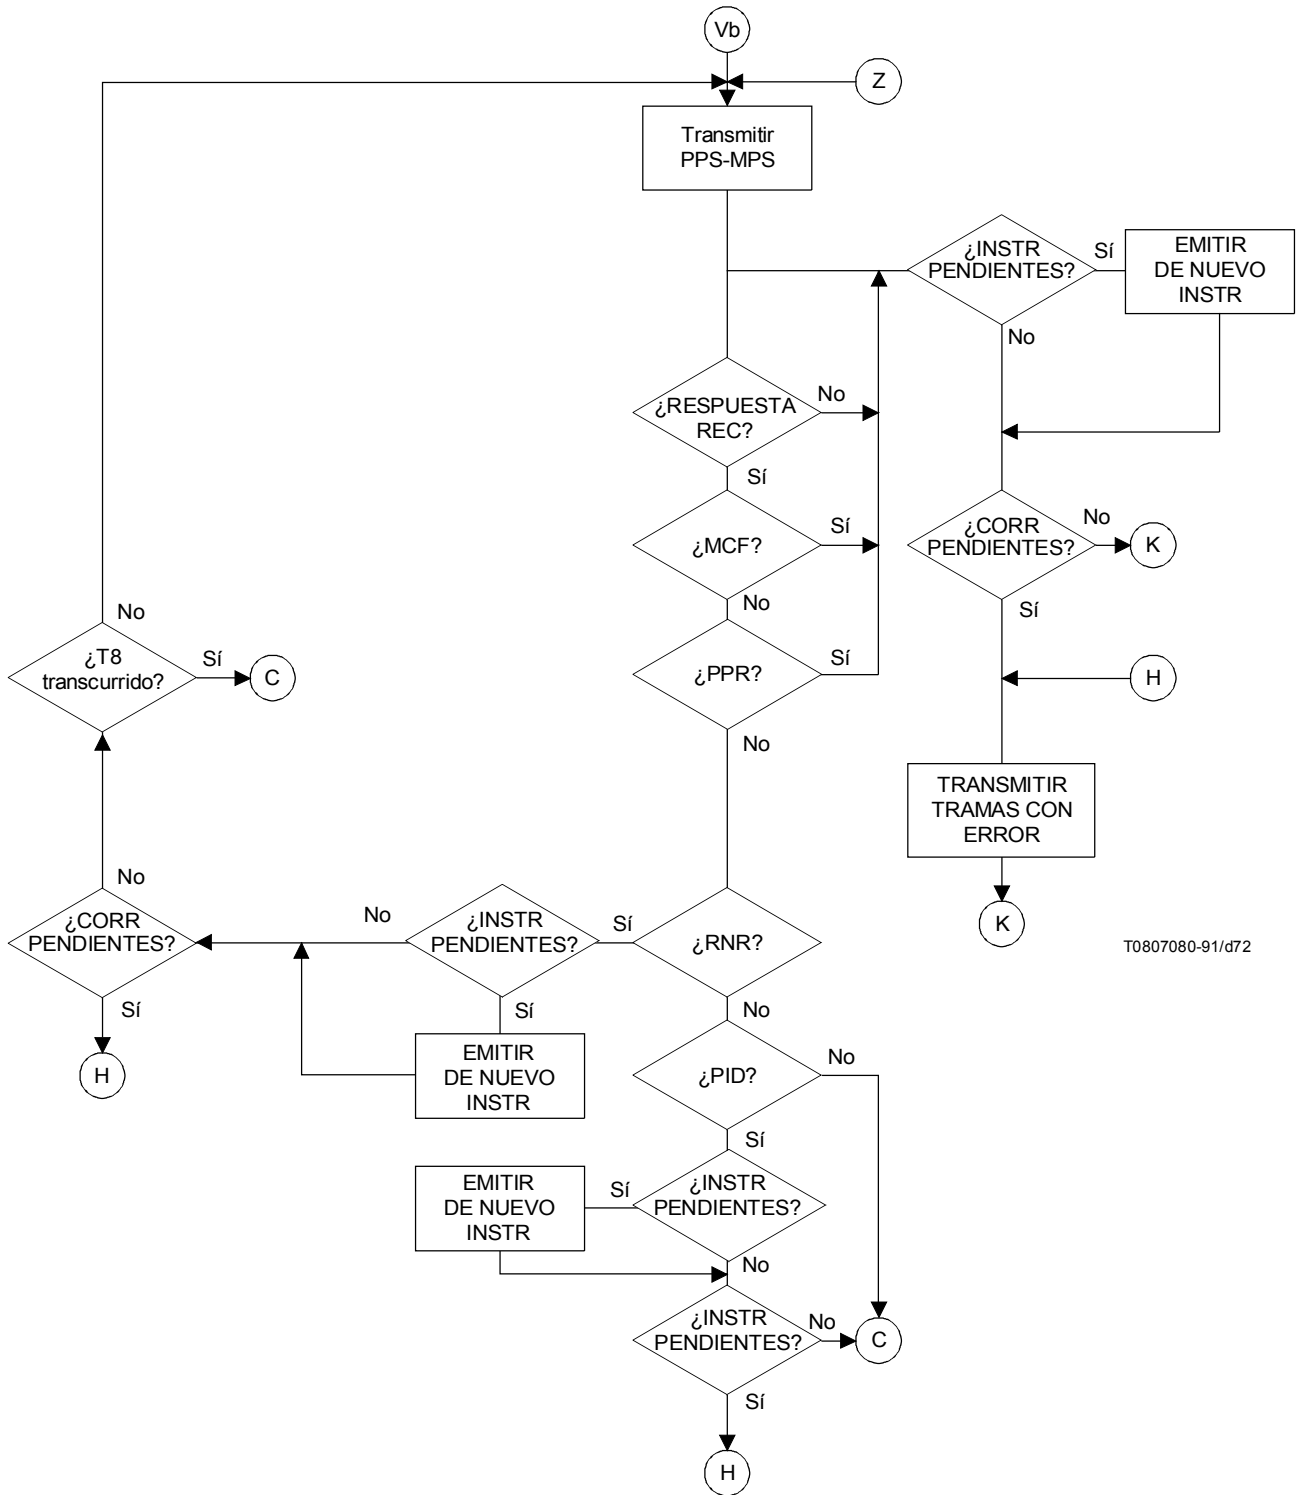 Vb
Z
Transmitir
PPS-MPS
¿INSTR
PENDIENTES?
Sí
EMITIR
DE NUEVO
INSTR
No
¿RESPUESTA
REC?
No
Sí
¿MCF?
Sí
No
¿CORR
PENDIENTES?
No
K
Sí
¿PPR?
Sí
No
H
TRANSMITIR
TRAMAS CON
ERROR
K
No
¿T8
transcurrido?
Sí
C
No
¿CORR
PENDIENTES?
Sí
H
No
¿INSTR
PENDIENTES?
Sí
Sí
EMITIR
DE NUEVO
INSTR
¿RNR?
No
T0807080-91/d72
¿PID?
No
Sí
EMITIR
DE NUEVO
INSTR
Sí
¿INSTR
PENDIENTES?
No
¿INSTR
PENDIENTES?
No
C
Sí
H